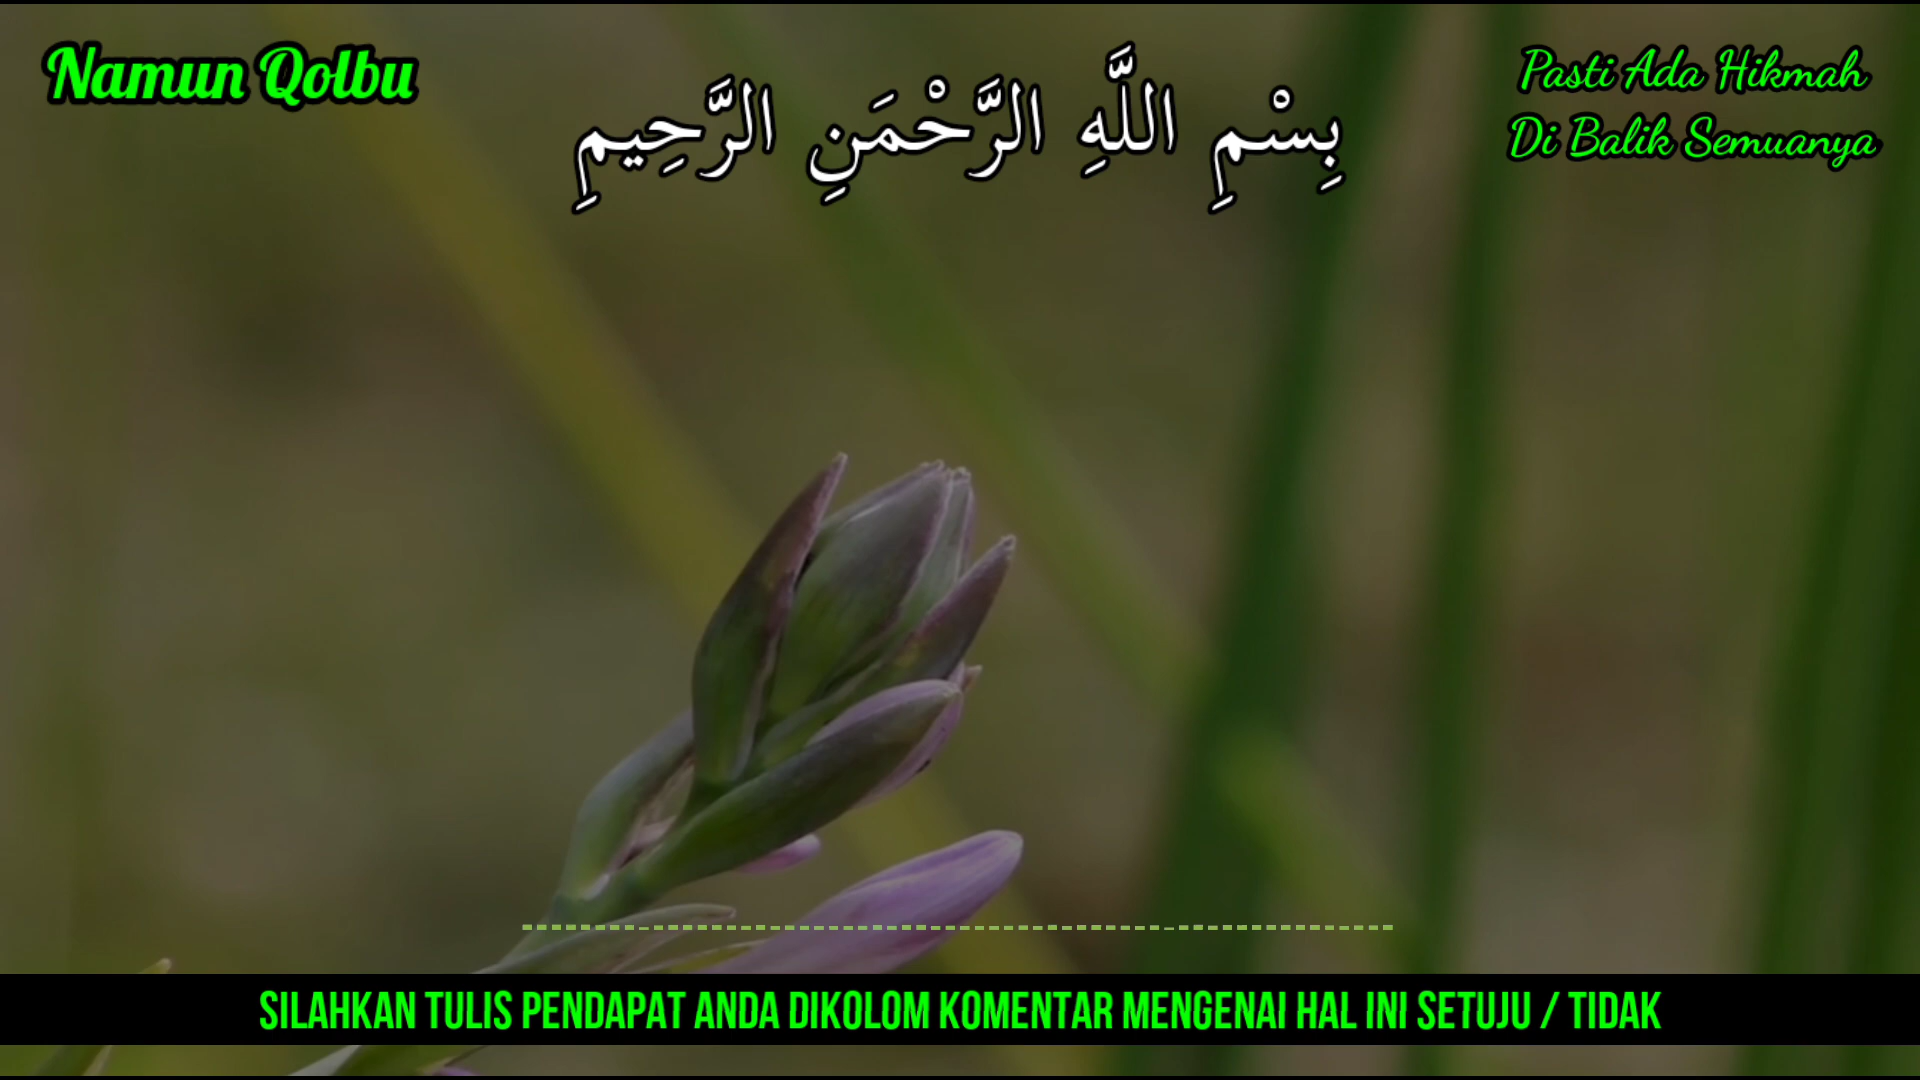 Namun Qolbu
بِسْمِ اللَّهِ الرَّحْمَنِ الرَّحِيمِ
Pasti Ada Hikmah
Di Balik Semuanya
SILAHKAN TULIS PENDAPAT ANDA DIKOLOM KOMENTAR MENGENAI HAL INI SETUJU / TIDAK